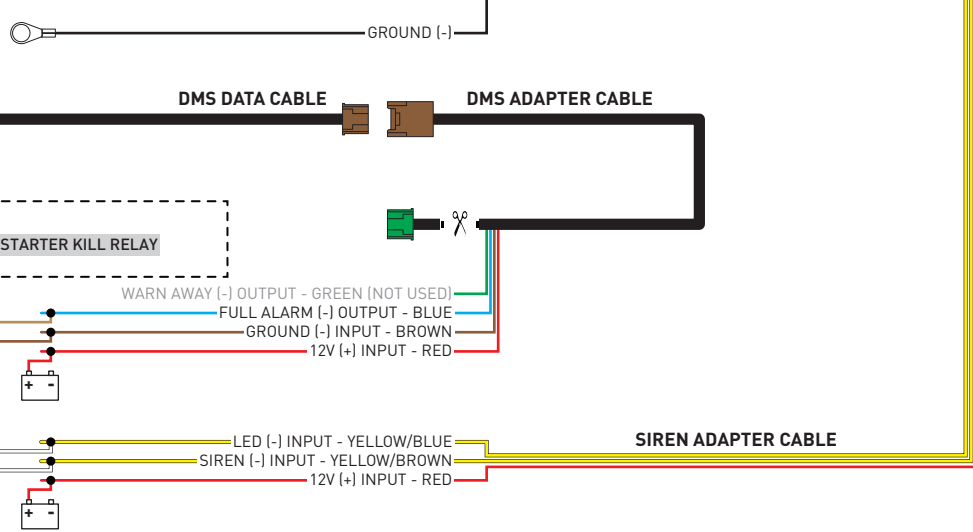 GROUND (-)
DMS DATA CABLE
DMS ADAPTER CABLE
STARTER KILL RELAY
WARN AWAY (-) OUTPUT - GREEN (NOT USED)
FULL ALARM (-) OUTPUT - BLUE
GROUND (-) INPUT - BROWN
12V (+) INPUT - RED
+ -
LED (-) INPUT - YELLOW/BLUE
SIREN ADAPTER CABLE
SIREN (-) INPUT - YELLOW/BROWN
12V (+) INPUT - RED
+ -